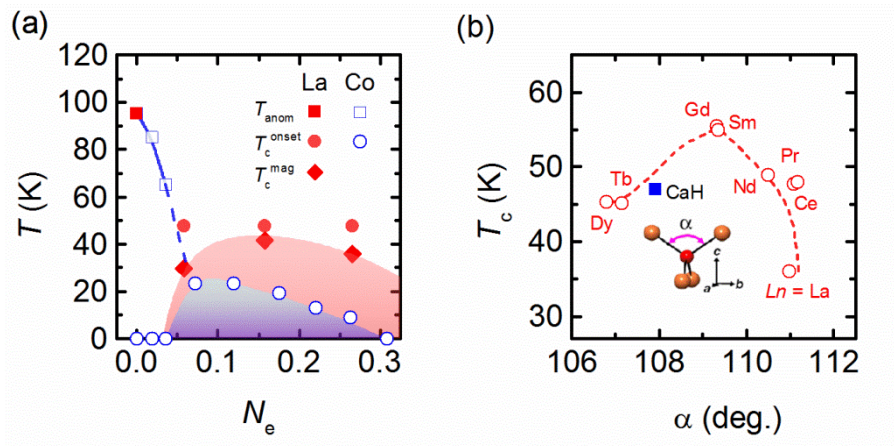 (a)
120
100
80
60
40
20
0
T (K)
La Co
T_anom
T_c^onset
T_c^mag
0.0 0.1 0.2 0.3
N_e
(b)
60
50
40
30
T_c (K)
Gd Sm
Pr
Tb
CaH
Nd
Ce
Dy
α
c
a b
Ln = La
106 108 110 112
α (deg.)